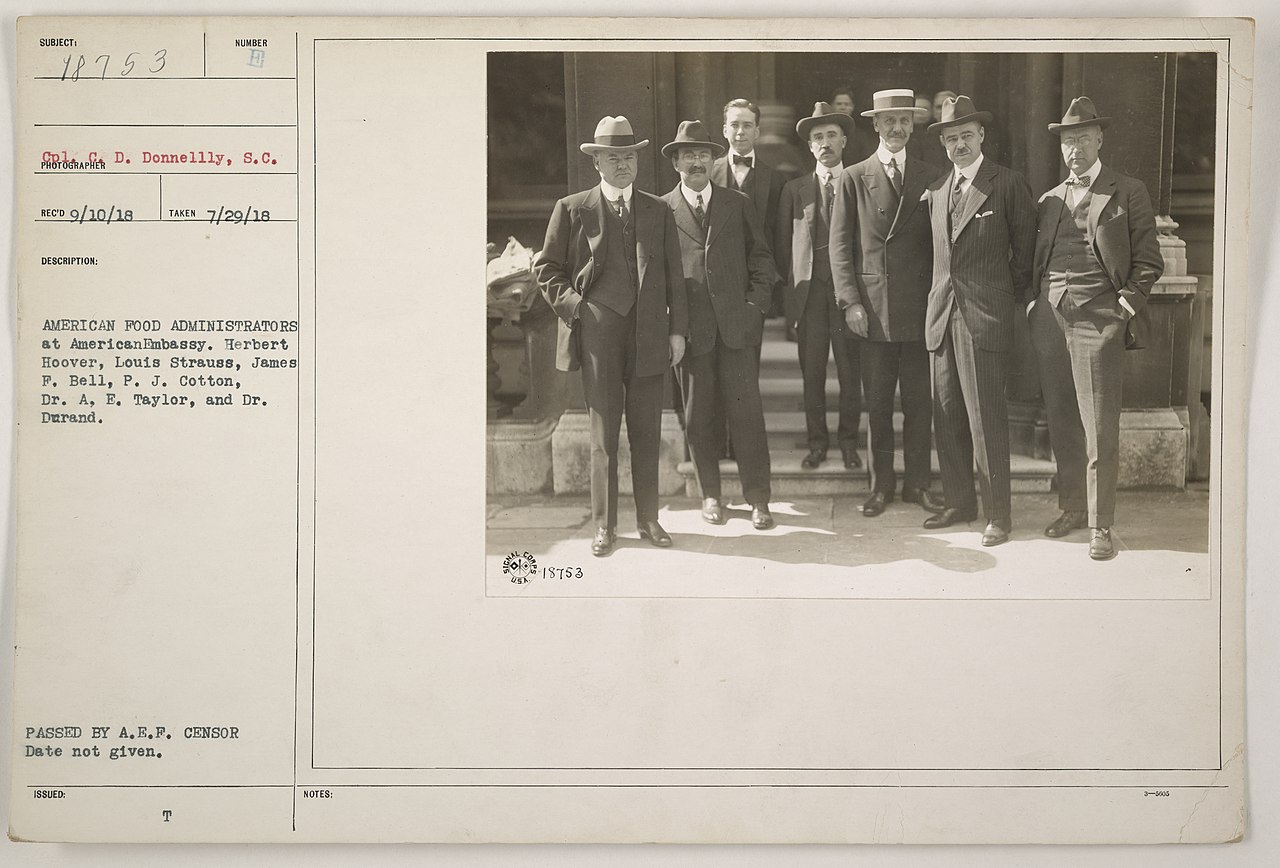 SUBJECT:
18753
NUMBER
E
Cpl. C. D. Donnellly, S.C.
PHOTOGRAPHER
REC'D 9/10/18
TAKEN 7/29/18
DESCRIPTION:
AMERICAN FOOD ADMINISTRATORS
at AmericanEmbassy. Herbert
Hoover, Louis Strauss, James
F. Bell, P. J. Cotton,
Dr. A, E. Taylor, and Dr.
Durand.
PASSED BY A.E.F. CENSOR
Date not given.
ISSUED:
T
NOTES:
3—5605
SIGNAL CORPS
U.S.A.
18753